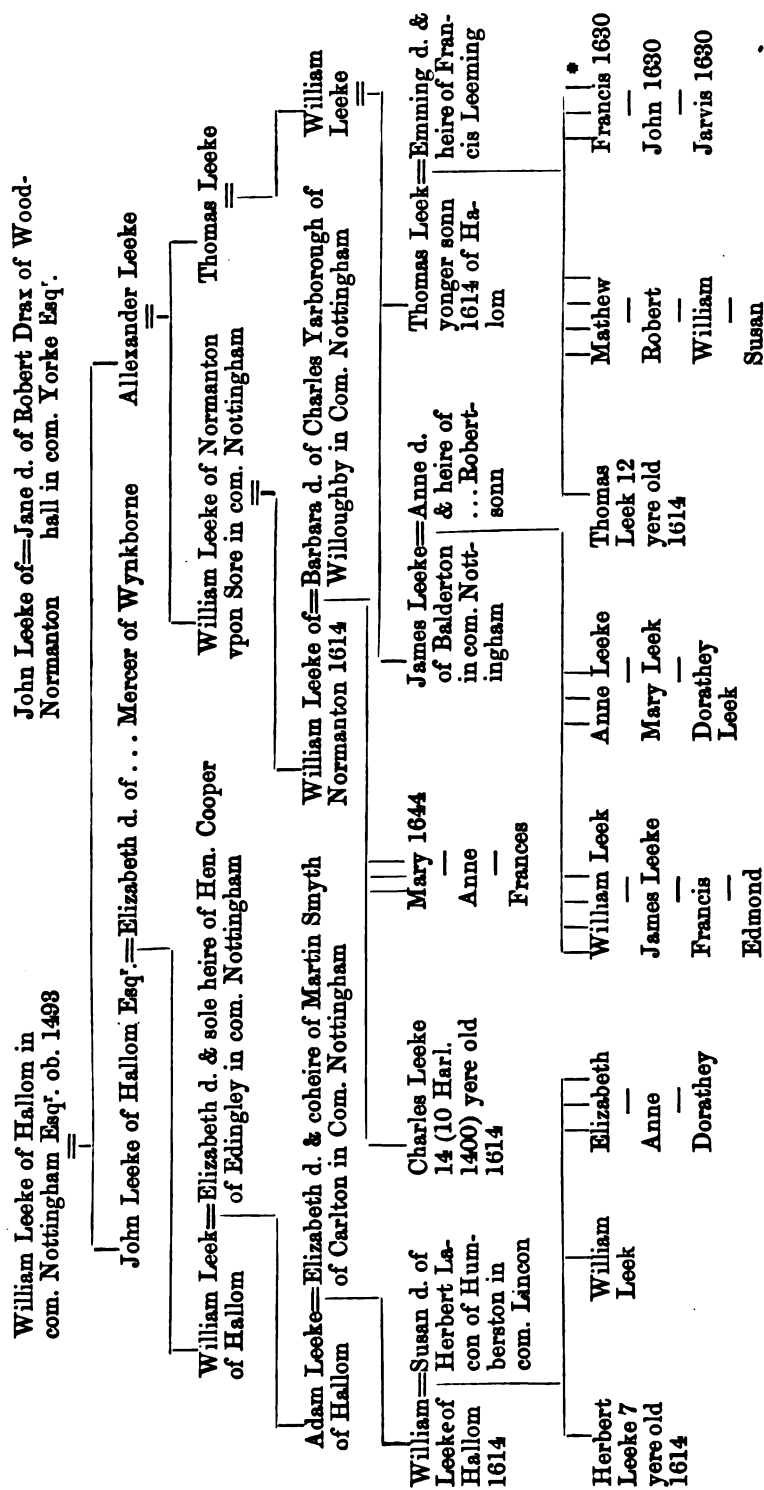 William Leeke of Hallom in
com. Nottingham Esqr. ob. 1493
John Leeke of=Jane d. of Robert Drax of Wood-
Normanton hall in com. Yorke Esqr.
John Leeke of Hallom Esqr.=Elizabeth d. of .... Mercer of Wynkborne
Allexander Leeke
William Leek=Elizabeth d. & sole heire of Hen. Cooper
of Hallom of Edingley in com. Nottingham
William Leeke of Normanton
vpon Sore in com. Nottingham
Thomas Leeke
Adam Leeke=Elizabeth d. & coheire of Martin Smyth
of Hallom of Carlton in Com. Nottingham
William Leeke of=Barbara d. of Charles Yarborough of
Normanton 1614 Willoughby in Com. Nottingham
William
Leeke
William=Susan d. of
Leeke of Herbert La-
Hallom con of Hum-
1614 berston in
com. Lincon
Charles Leeke
14 (10 Harl.
1400) yere old
1614
Mary 1644
—
Anne
—
Frances
James Leeke=Anne d.
of Balderton & heire of
in com. Nott- ... Robert-
ingham sonn
Thomas Leek=Emming d. &
yonger sonn heire of Fran-
1614 of Ha- cis Leeming
lom
Herbert
Leeke 7
yere old
1614
William
Leek
Elizabeth
—
Anne
—
Dorathey
William Leek
—
James Leeke
—
Francis
—
Edmond
Anne Leeke
—
Mary Leek
—
Dorathey
Leek
Thomas
Leek 12
yere old
1614
Mathew
—
Robert
—
William
—
Susan
*
Francis 1630
—
John 1630
—
Jarvis 1630